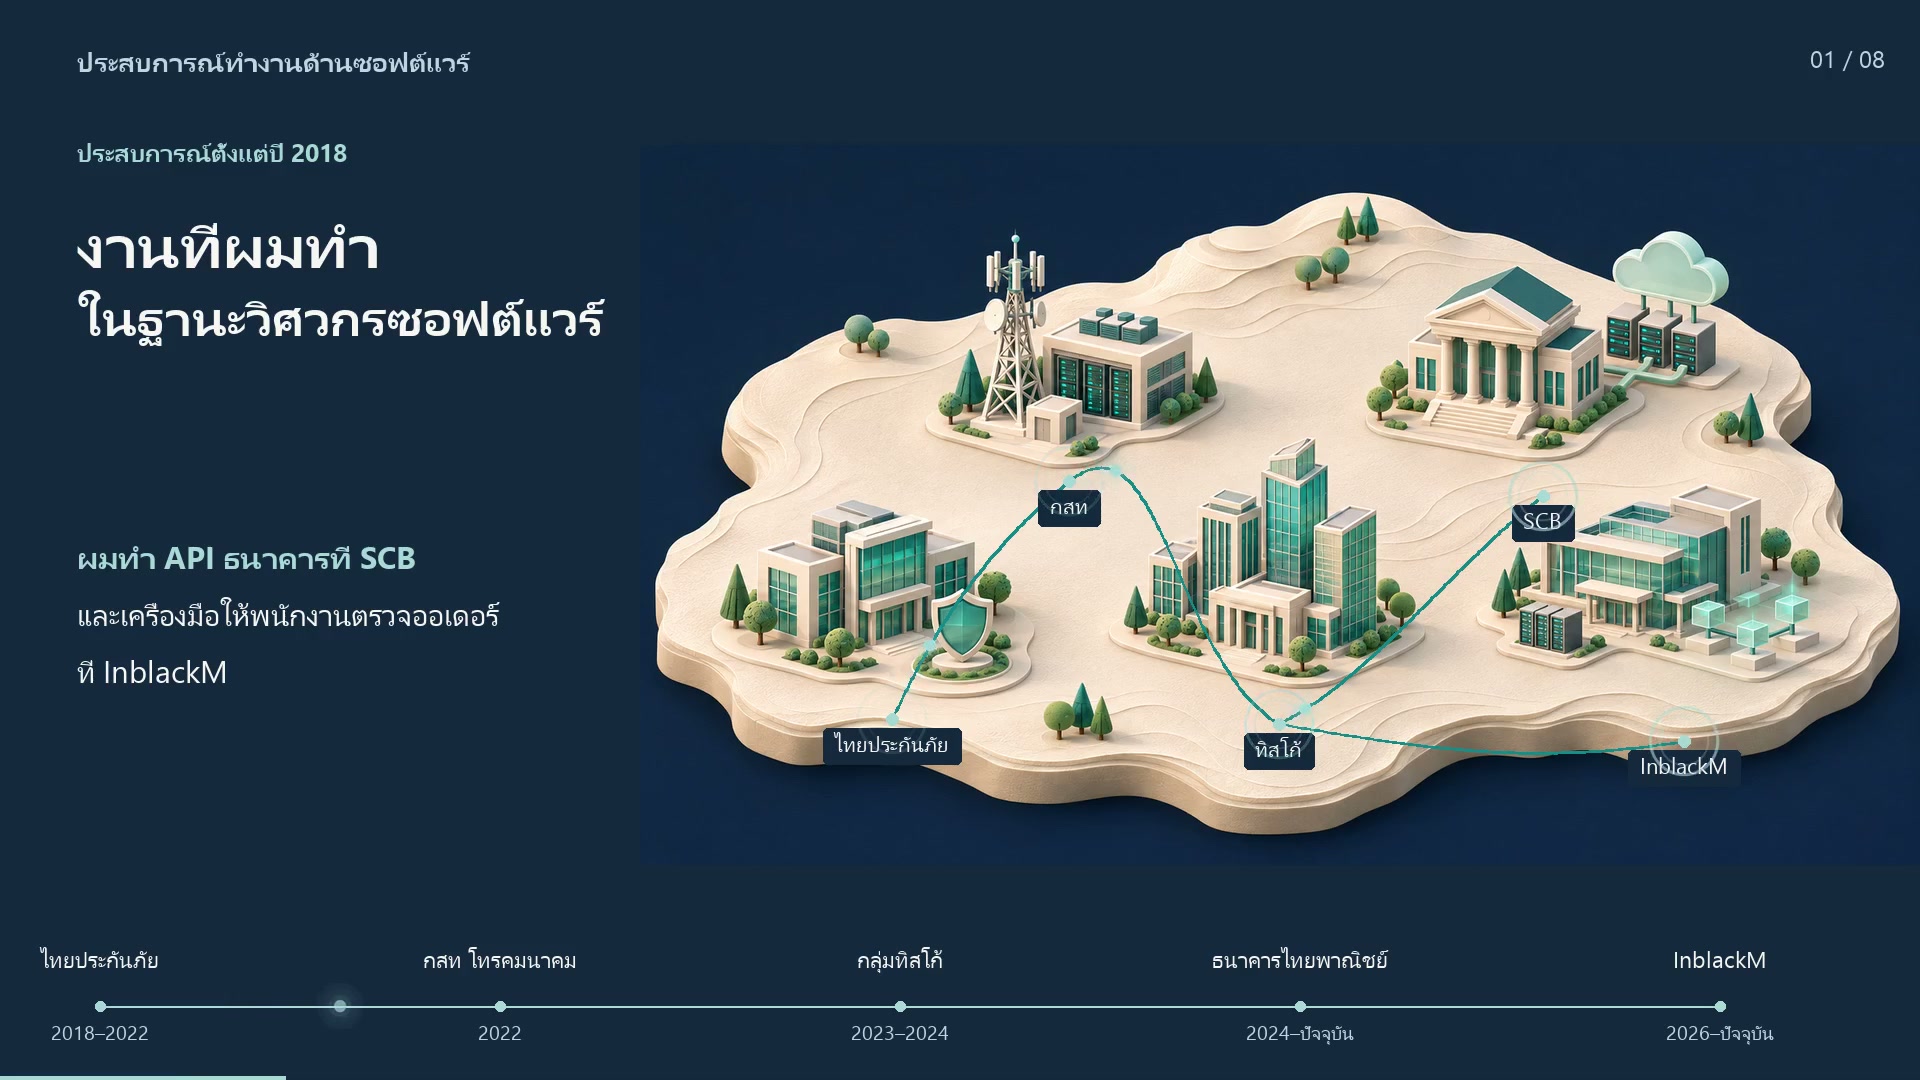 ประสบการณ์ทำงานด้านซอฟต์แวร์
01 / 08
ประสบการณ์ตั้งแต่ปี 2018
งานที่ผมทำ
ในฐานะวิศวกรซอฟต์แวร์
ผมทำ API ธนาคารที่ SCB
และเครื่องมือให้พนักงานตรวจออเดอร์
ที่ InblackM
กสท
SCB
ไทยประกันภัย
ทิสโก้
InblackM
ไทยประกันภัย
กสท โทรคมนาคม
กลุ่มทิสโก้
ธนาคารไทยพาณิชย์
InblackM
2018–2022
2022
2023–2024
2024–ปัจจุบัน
2026–ปัจจุบัน